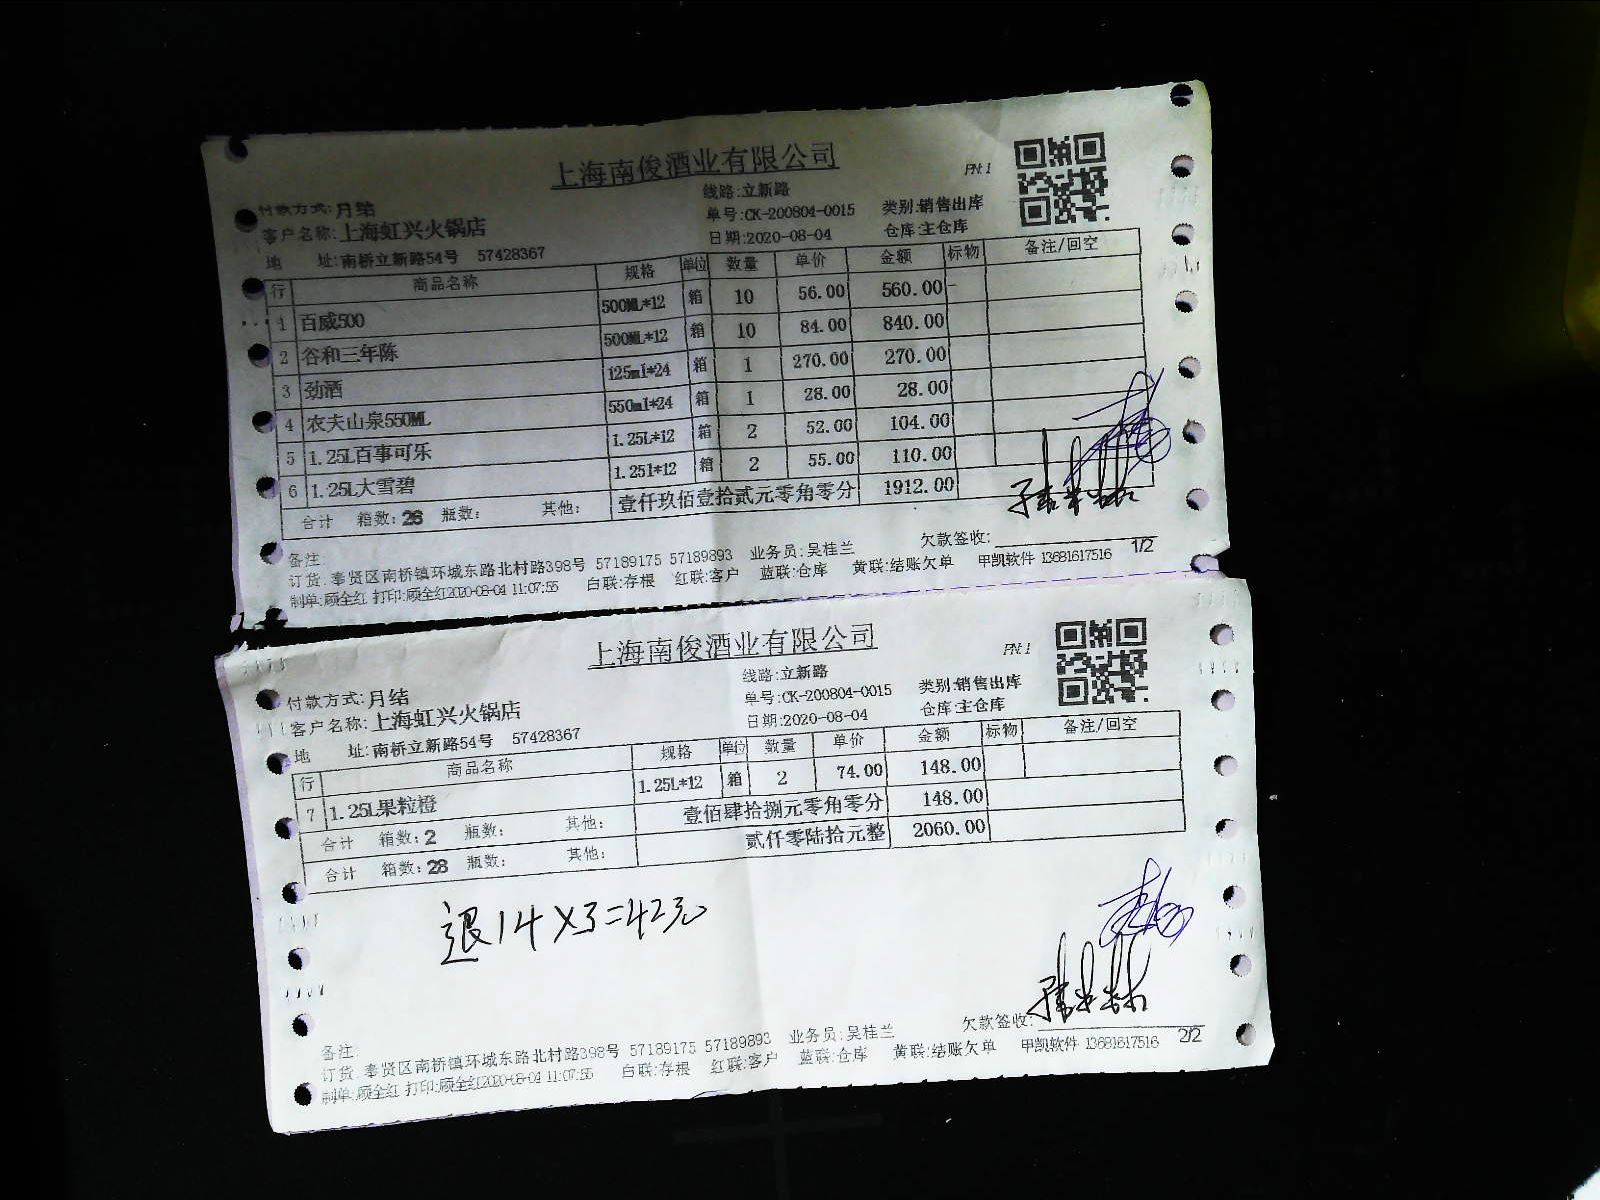 上海南俊酒业有限公司
PN:1
线路:立新路
付款方式:月结
单号:CK-200804-0015 类别:销售出库
客户名称:上海虹兴火锅店
日期:2020-08-04 仓库:主仓库
地 址:南桥立新路54号 57428367
行 商品名称 规格 单位 数量 单价 金额 标物 备注/回空
1 百威500 500ML*12 箱 10 56.00 560.00
2 谷和三年陈 500ML*12 箱 10 84.00 840.00
3 劲酒 125ml*24 箱 1 270.00 270.00
4 农夫山泉550ML 550ml*24 箱 1 28.00 28.00
5 1.25L百事可乐 1.25L*12 箱 2 52.00 104.00
6 1.25L大雪碧 1.25l*12 箱 2 55.00 110.00
合计 箱数:26 瓶数: 其他: 壹仟玖佰壹拾贰元零角零分 1912.00
备注:
欠款签收:
订货:奉贤区南桥镇环城东路北村路398号 57189175 57189893 业务员:吴桂兰
制单:顾全红 打印:顾全红2020-08-04 11:07:55 白联:存根 红联:客户 蓝联:仓库 黄联:结账欠单 甲凯软件 13681617516 1/2
上海南俊酒业有限公司
PN:1
线路:立新路
付款方式:月结
单号:CK-200804-0015 类别:销售出库
客户名称:上海虹兴火锅店
日期:2020-08-04 仓库:主仓库
地 址:南桥立新路54号 57428367
行 商品名称 规格 单位 数量 单价 金额 标物 备注/回空
7 1.25L果粒橙 1.25L*12 箱 2 74.00 148.00
合计 箱数:2 瓶数: 其他: 壹佰肆拾捌元零角零分 148.00
合计 箱数:28 瓶数: 其他: 贰仟零陆拾元整 2060.00
退14×3=42元
备注:
欠款签收:
订货:奉贤区南桥镇环城东路北村路398号 57189175 57189893 业务员:吴桂兰
制单:顾全红 打印:顾全红2020-08-04 11:07:55 白联:存根 红联:客户 蓝联:仓库 黄联:结账欠单 甲凯软件 13681617516 2/2